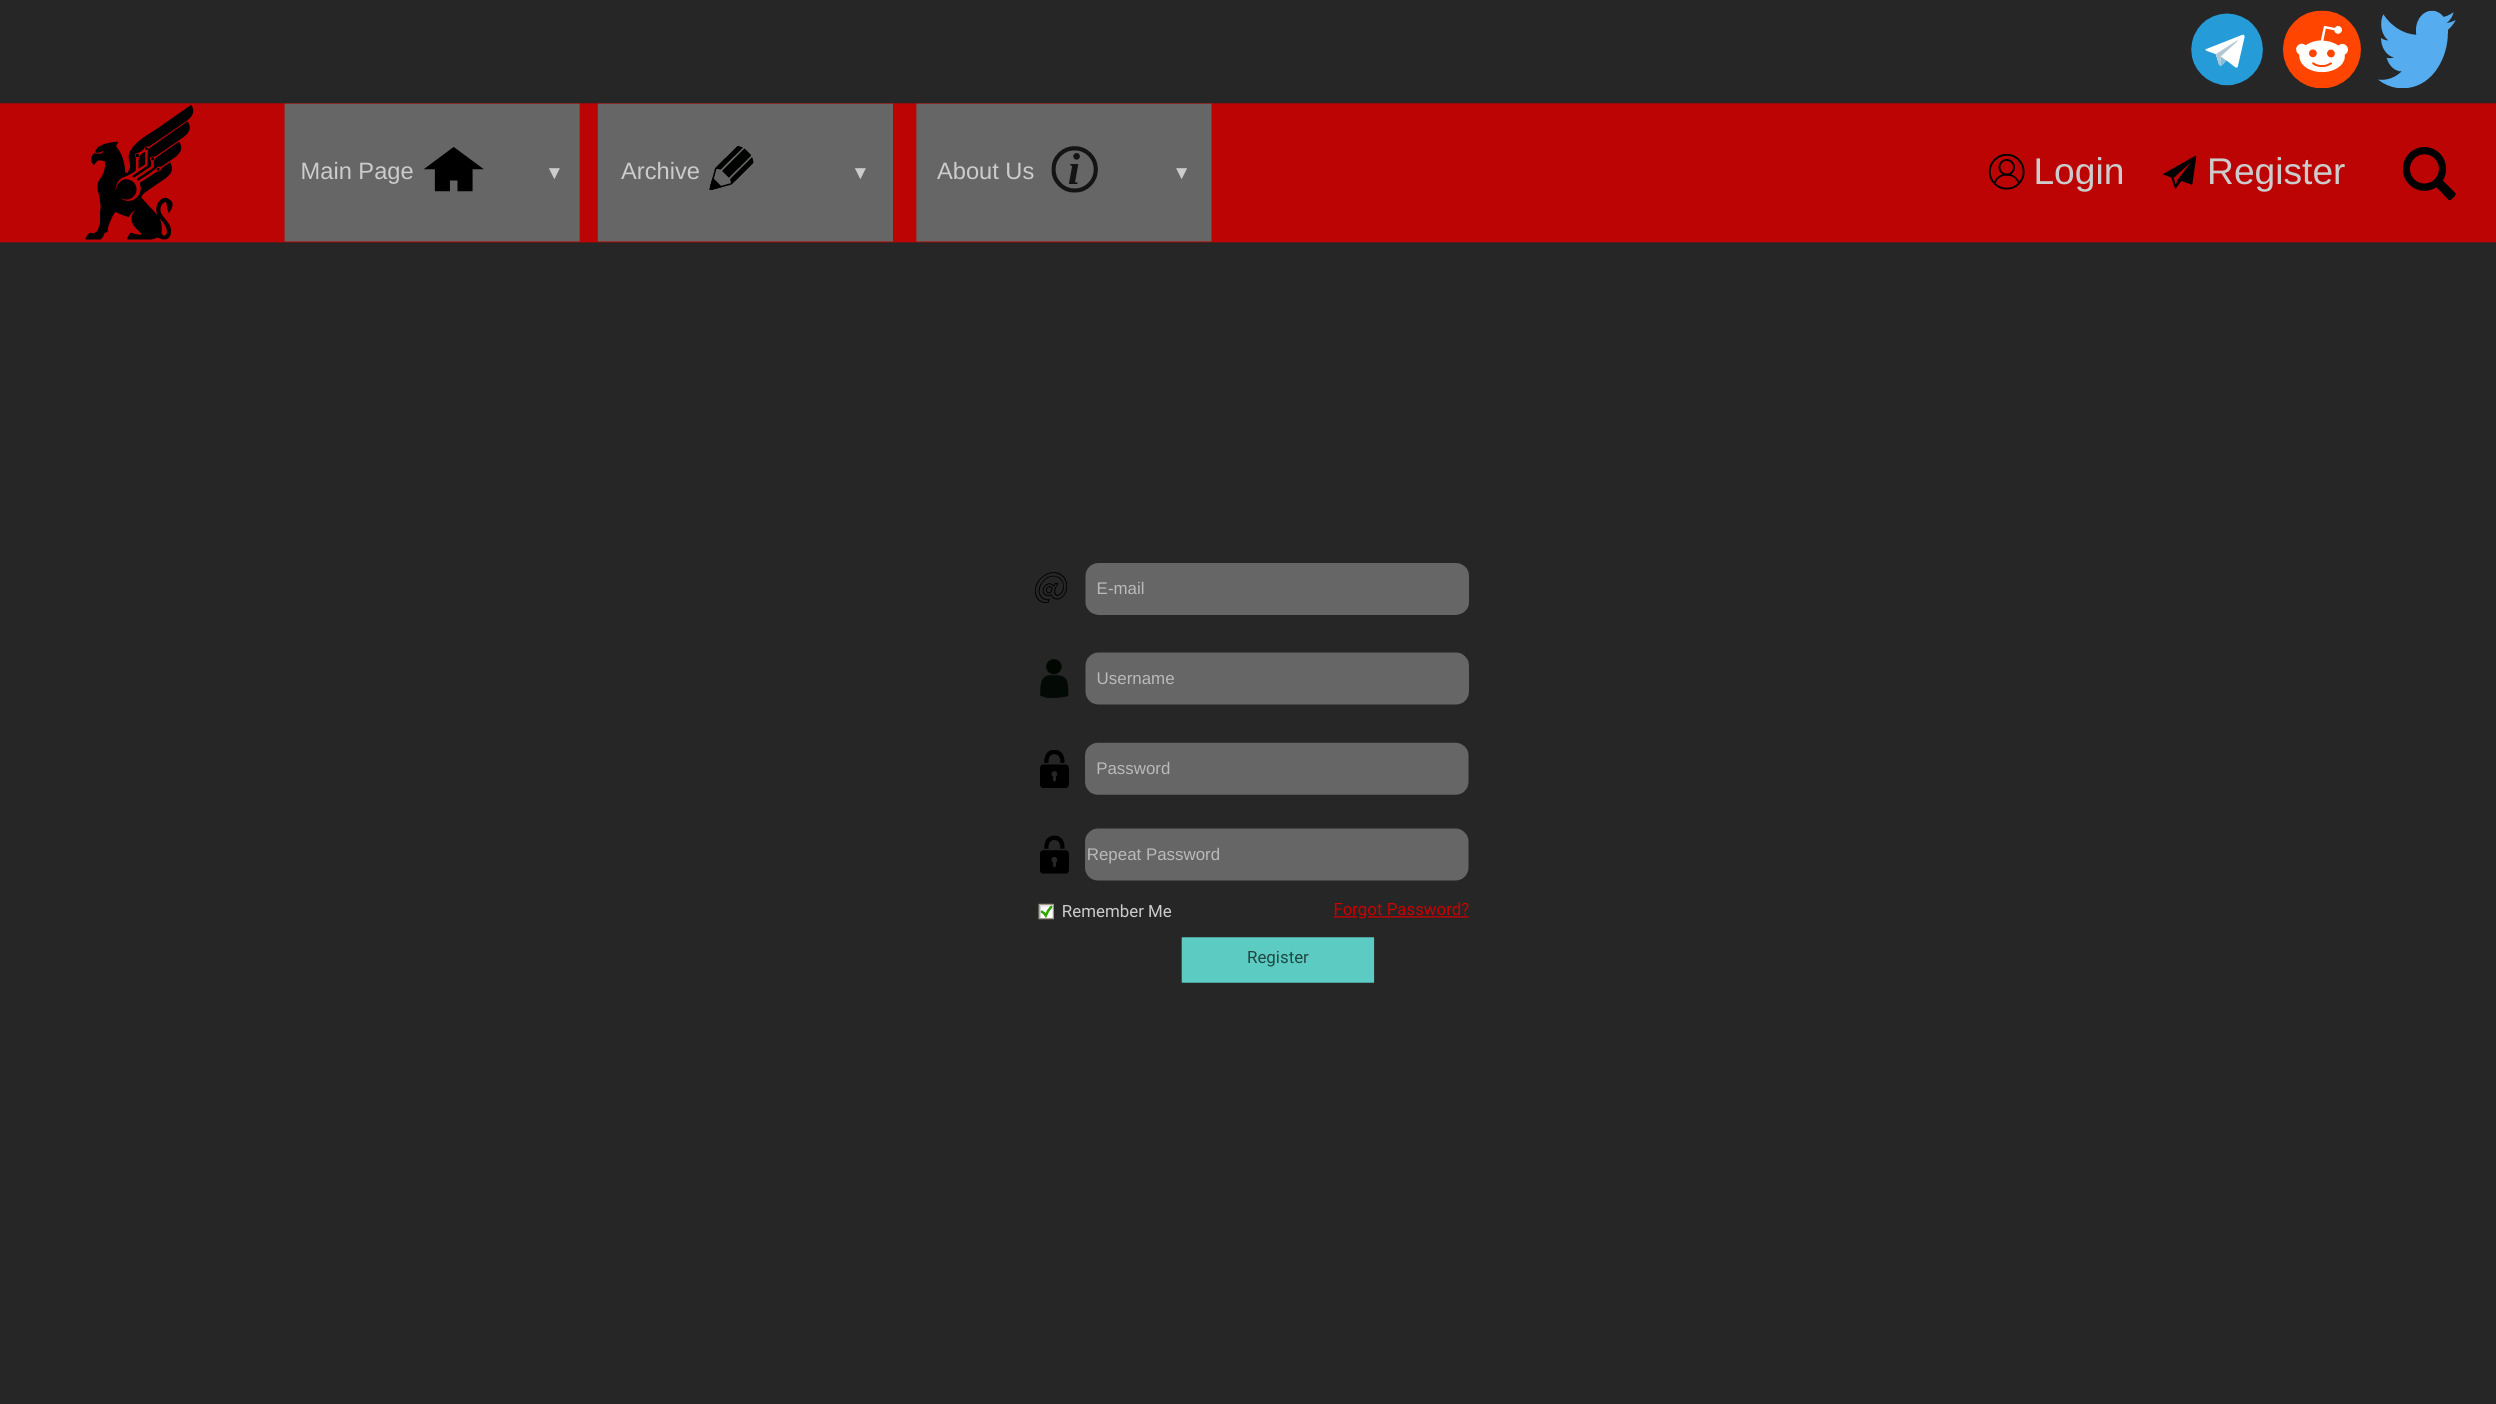 Main Page ▼
Archive ▼
About Us ▼
Login
Register
E-mail
Username
Password
Repeat Password
Remember Me
Forgot Password?
Register